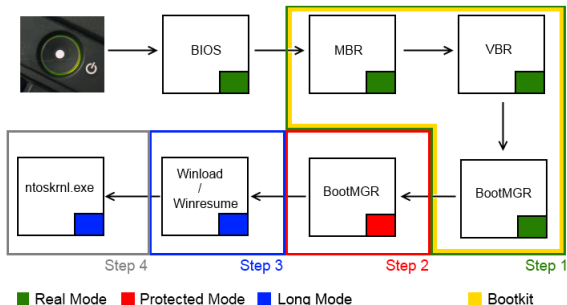 BIOS
MBR
VBR
ntoskrnl.exe
Winload
/
Winresume
BootMGR
BootMGR
Step 4
Step 3
Step 2
Step 1
Real Mode
Protected Mode
Long Mode
Bootkit